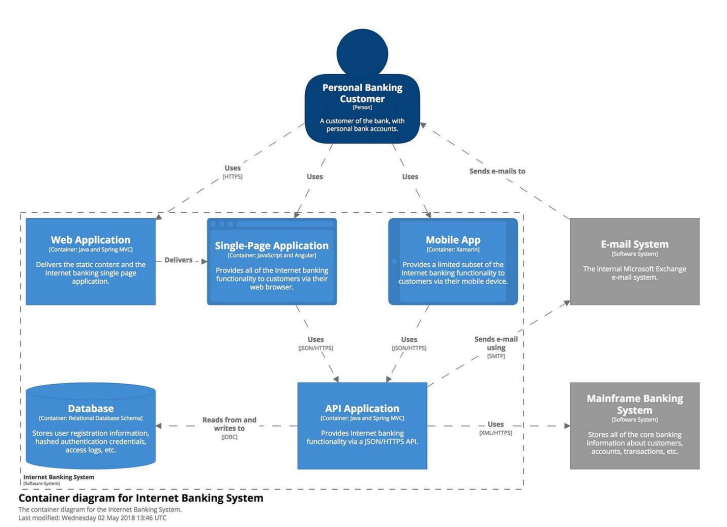 Personal Banking
Customer
[Person]
A customer of the bank, with
personal bank accounts.
Uses
[HTTPS]
Uses
Uses
Sends e-mails to
Web Application
[Container: Java and Spring MVC]
Delivers the static content and the
Internet banking single page
application.
Delivers
Single-Page Application
[Container: JavaScript and Angular]
Provides all of the Internet banking
functionality to customers via their
web browser.
Mobile App
[Container: Xamarin]
Provides a limited subset of the
Internet banking functionality to
customers via their mobile device.
E-mail System
[Software System]
The internal Microsoft Exchange
e-mail system.
Uses
[JSON/HTTPS]
Uses
[JSON/HTTPS]
Sends e-mail
using
[SMTP]
Database
[Container: Relational Database Schema]
Stores user registration information,
hashed authentication credentials,
access logs, etc.
Reads from and
writes to
[JDBC]
API Application
[Container: Java and Spring MVC]
Provides Internet banking
functionality via a JSON/HTTPS API.
Uses
[XML/HTTPS]
Mainframe Banking
System
[Software System]
Stores all of the core banking
information about customers,
accounts, transactions, etc.
Internet Banking System
[Software System]
Container diagram for Internet Banking System
The container diagram for the Internet Banking System.
Last modified: Wednesday 02 May 2018 13:46 UTC